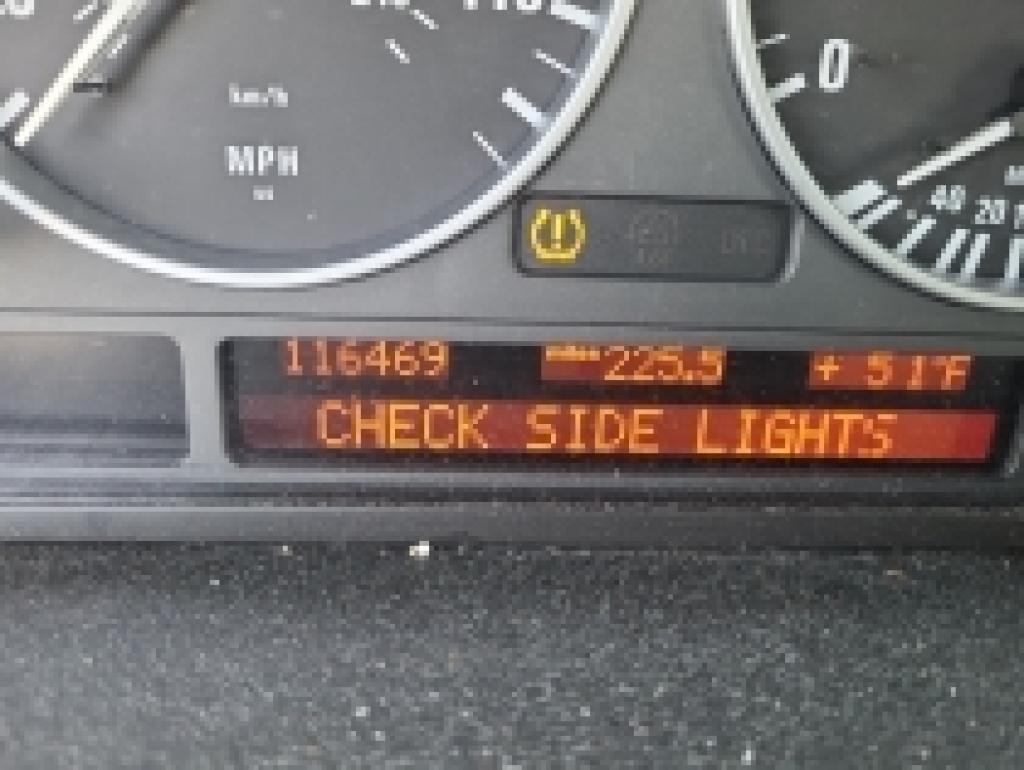 km/h
MPH
0
40 20
116469 225.5 + 51°F
CHECK SIDE LIGHTS